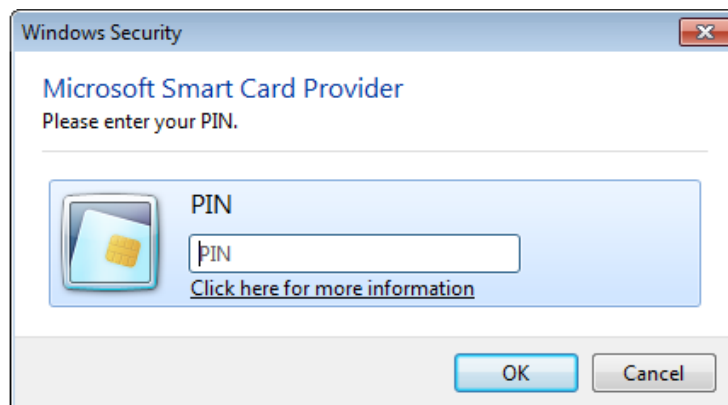 Windows Security
Microsoft Smart Card Provider
Please enter your PIN.
PIN
PIN
Click here for more information
OK
Cancel